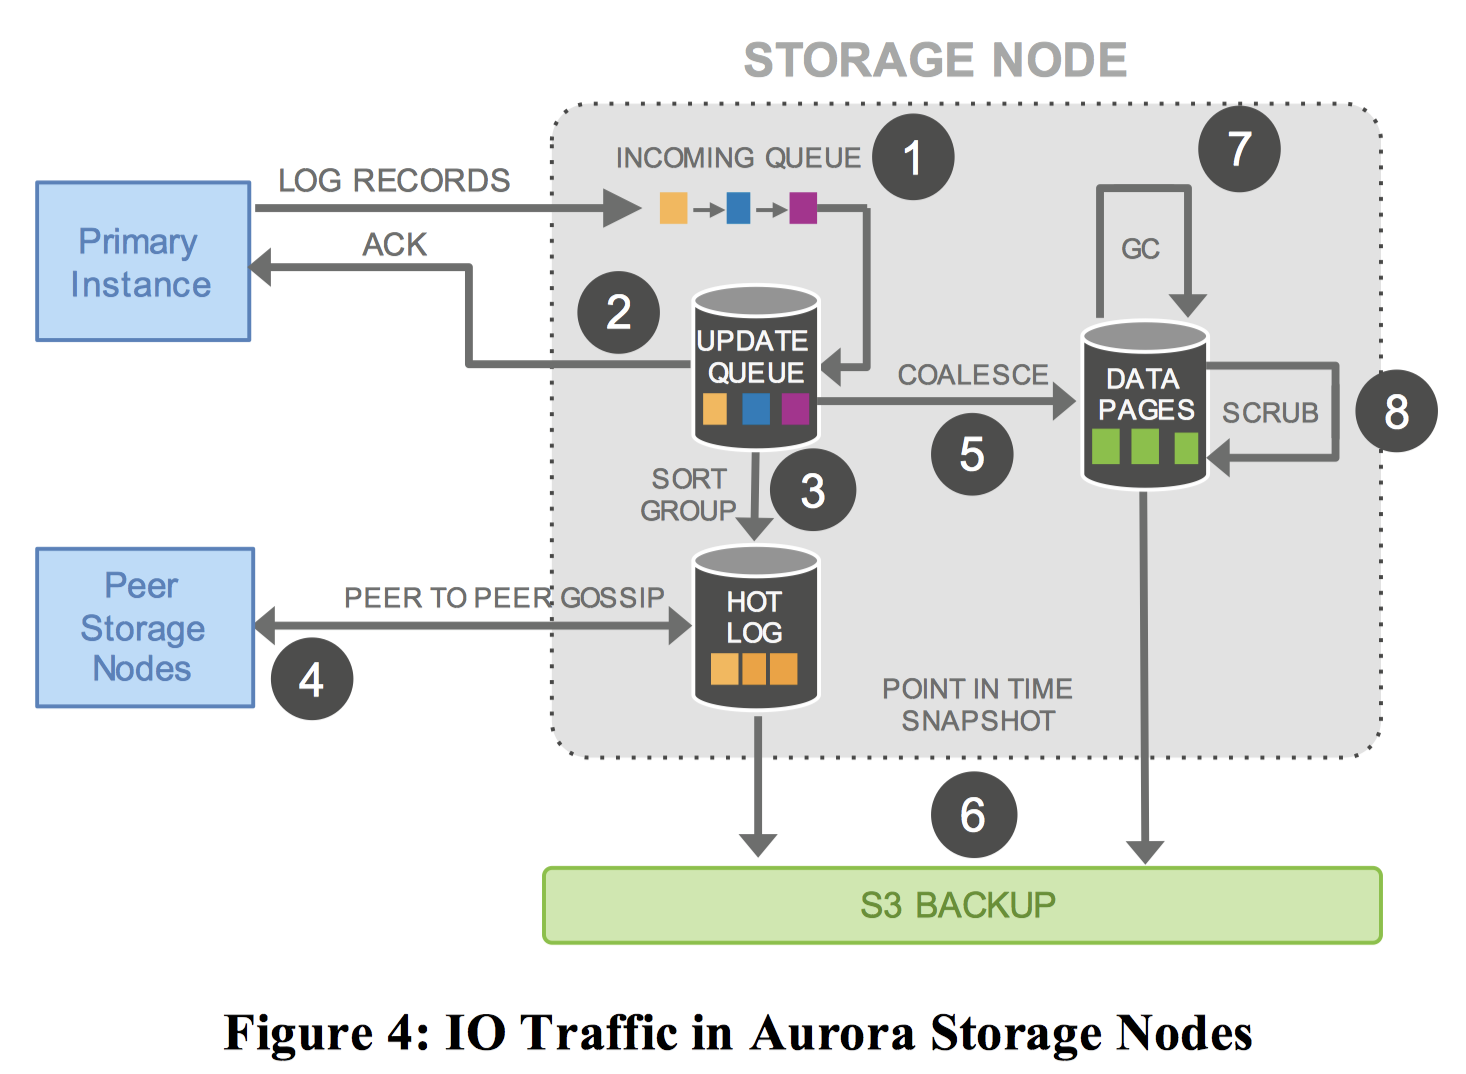 STORAGE NODE
INCOMING QUEUE
1
7
LOG RECORDS
Primary
Instance
ACK
GC
2
UPDATE
QUEUE
COALESCE
5
DATA
PAGES
SCRUB
8
SORT
GROUP
3
Peer
Storage
Nodes
PEER TO PEER GOSSIP
4
HOT
LOG
POINT IN TIME
SNAPSHOT
6
S3 BACKUP
Figure 4: IO Traffic in Aurora Storage Nodes